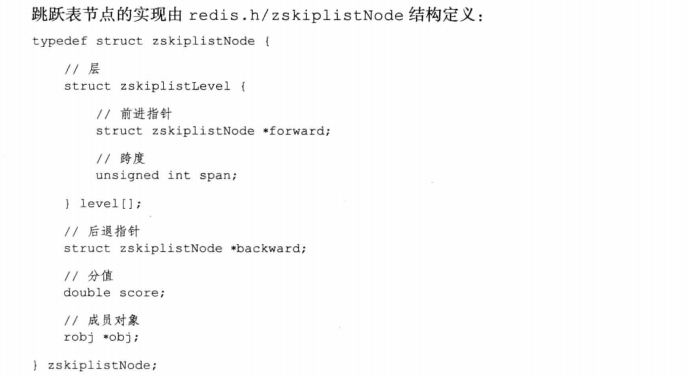 跳跃表节点的实现由 redis.h/zskiplistNode 结构定义：
typedef struct zskiplistNode {
// 层
struct zskiplistLevel {
// 前进指针
struct zskiplistNode *forward;
// 跨度
unsigned int span;
} level[];
// 后退指针
struct zskiplistNode *backward;
// 分值
double score;
// 成员对象
robj *obj;
} zskiplistNode;